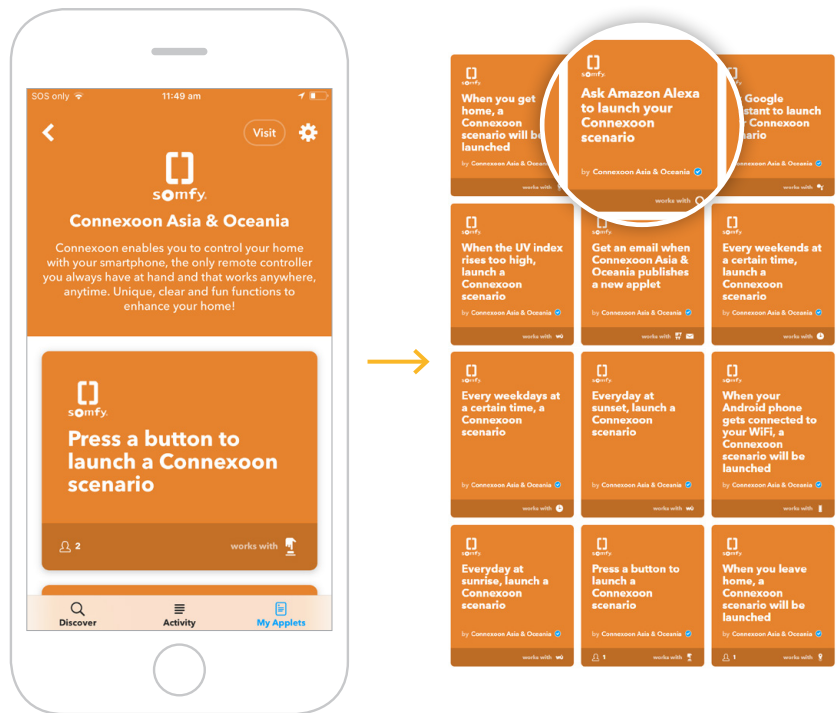 SOS only
11:49 am
Visit
somfy.
Connexoon Asia & Oceania
Connexoon enables you to control your home
with your smartphone, the only remote controller
you always have at hand and that works anywhere,
anytime. Unique, clear and fun functions to
enhance your home!
somfy.
Press a button to
launch a Connexoon
scenario
2
works with
Discover
Activity
My Applets
somfy.
When you get
home, a
Connexoon
scenario will be
launched
by Connexoon Asia &
works with
somfy.
Ask Amazon Alexa
to launch your
Connexoon
scenario
by Connexoon Asia & Oceania
works with
Google
to launch
Connexoon
Connexoon Asia & Oceania
works with
somfy.
When the UV index
rises too high,
launch a
Connexoon
scenario
by Connexoon Asia & Oceania
works with
somfy.
Get an email when
Connexoon Asia &
Oceania publishes
a new applet
by Connexoon Asia & Oceania
works with
somfy.
Every weekends at
a certain time,
launch a
Connexoon
scenario
by Connexoon Asia & Oceania
works with
somfy.
Every weekdays at
a certain time, a
Connexoon
scenario
by Connexoon Asia & Oceania
works with
somfy.
Everyday at
sunset, launch a
Connexoon
scenario
by Connexoon Asia & Oceania
works with
somfy.
When your
Android phone
gets connected to
your WiFi, a
Connexoon
scenario will be
launched
by Connexoon Asia & Oceania
works with
somfy.
Everyday at
sunrise, launch a
Connexoon
scenario
by Connexoon Asia & Oceania
works with
somfy.
Press a button to
launch a
Connexoon
scenario
by Connexoon Asia & Oceania
1
works with
somfy.
When you leave
home, a
Connexoon
scenario will be
launched
by Connexoon Asia & Oceania
1
works with